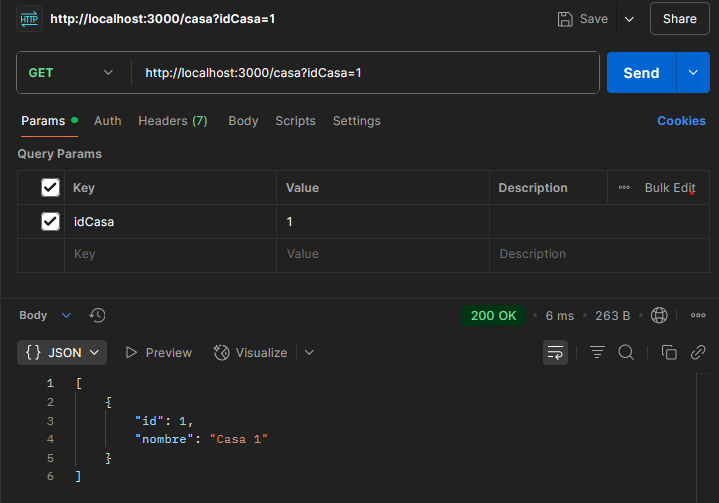 HTTP http://localhost:3000/casa?idCasa=1 Save Share
GET http://localhost:3000/casa?idCasa=1 Send
Params Auth Headers (7) Body Scripts Settings Cookies
Query Params
Key Value Description Bulk Edit
idCasa 1
Key Value Description
Body 200 OK 6 ms 263 B
{ } JSON Preview Visualize
1 [
2 {
3 "id": 1,
4 "nombre": "Casa 1"
5 }
6 ]